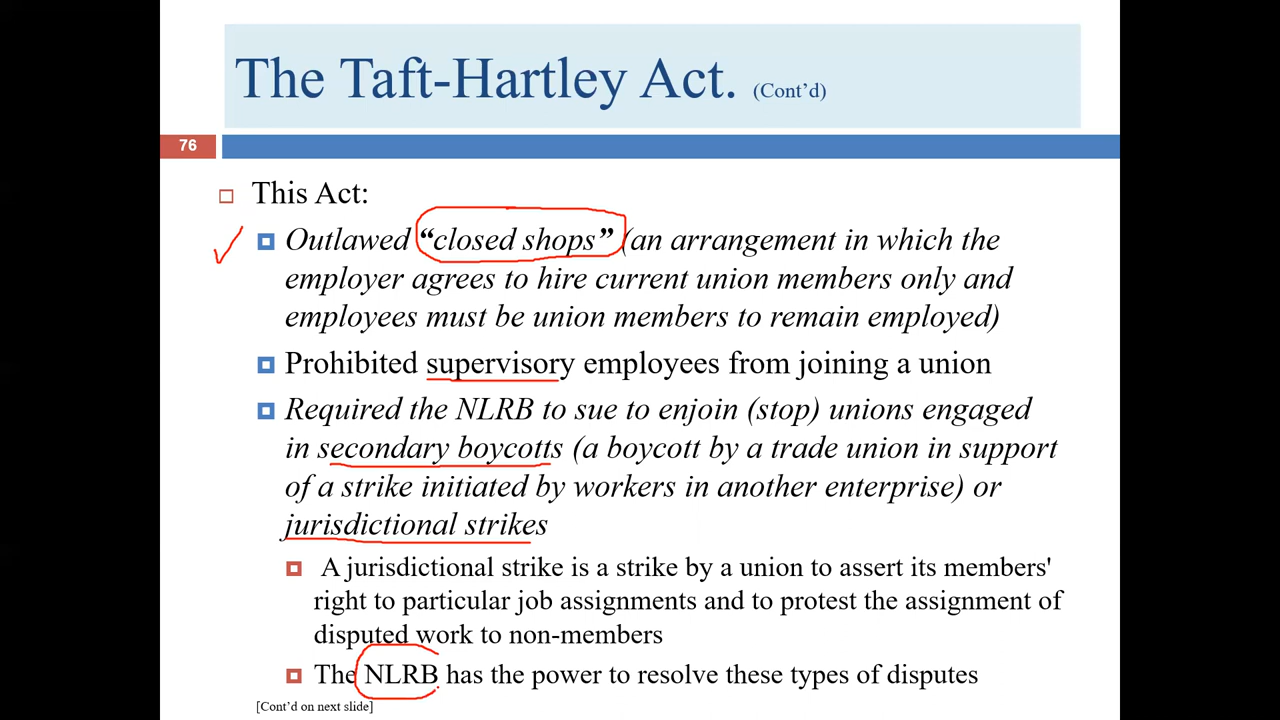 The Taft-Hartley Act. (Cont’d)
76
This Act:
Outlawed “closed shops” (an arrangement in which the
employer agrees to hire current union members only and
employees must be union members to remain employed)
Prohibited supervisory employees from joining a union
Required the NLRB to sue to enjoin (stop) unions engaged
in secondary boycotts (a boycott by a trade union in support
of a strike initiated by workers in another enterprise) or
jurisdictional strikes
A jurisdictional strike is a strike by a union to assert its members'
right to particular job assignments and to protest the assignment of
disputed work to non-members
The NLRB has the power to resolve these types of disputes
[Cont’d on next slide]